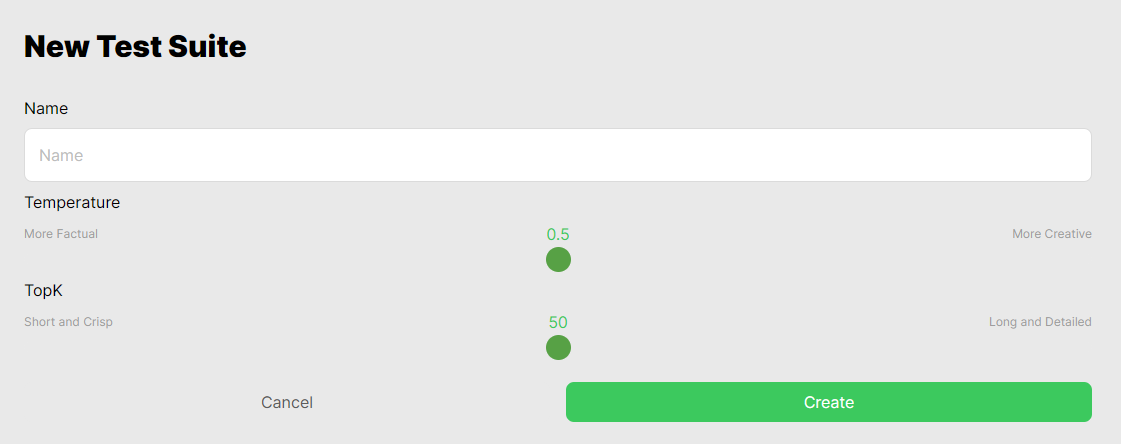 New Test Suite
Name
Name
Temperature
More Factual 0.5 More Creative
TopK
Short and Crisp 50 Long and Detailed
Cancel Create